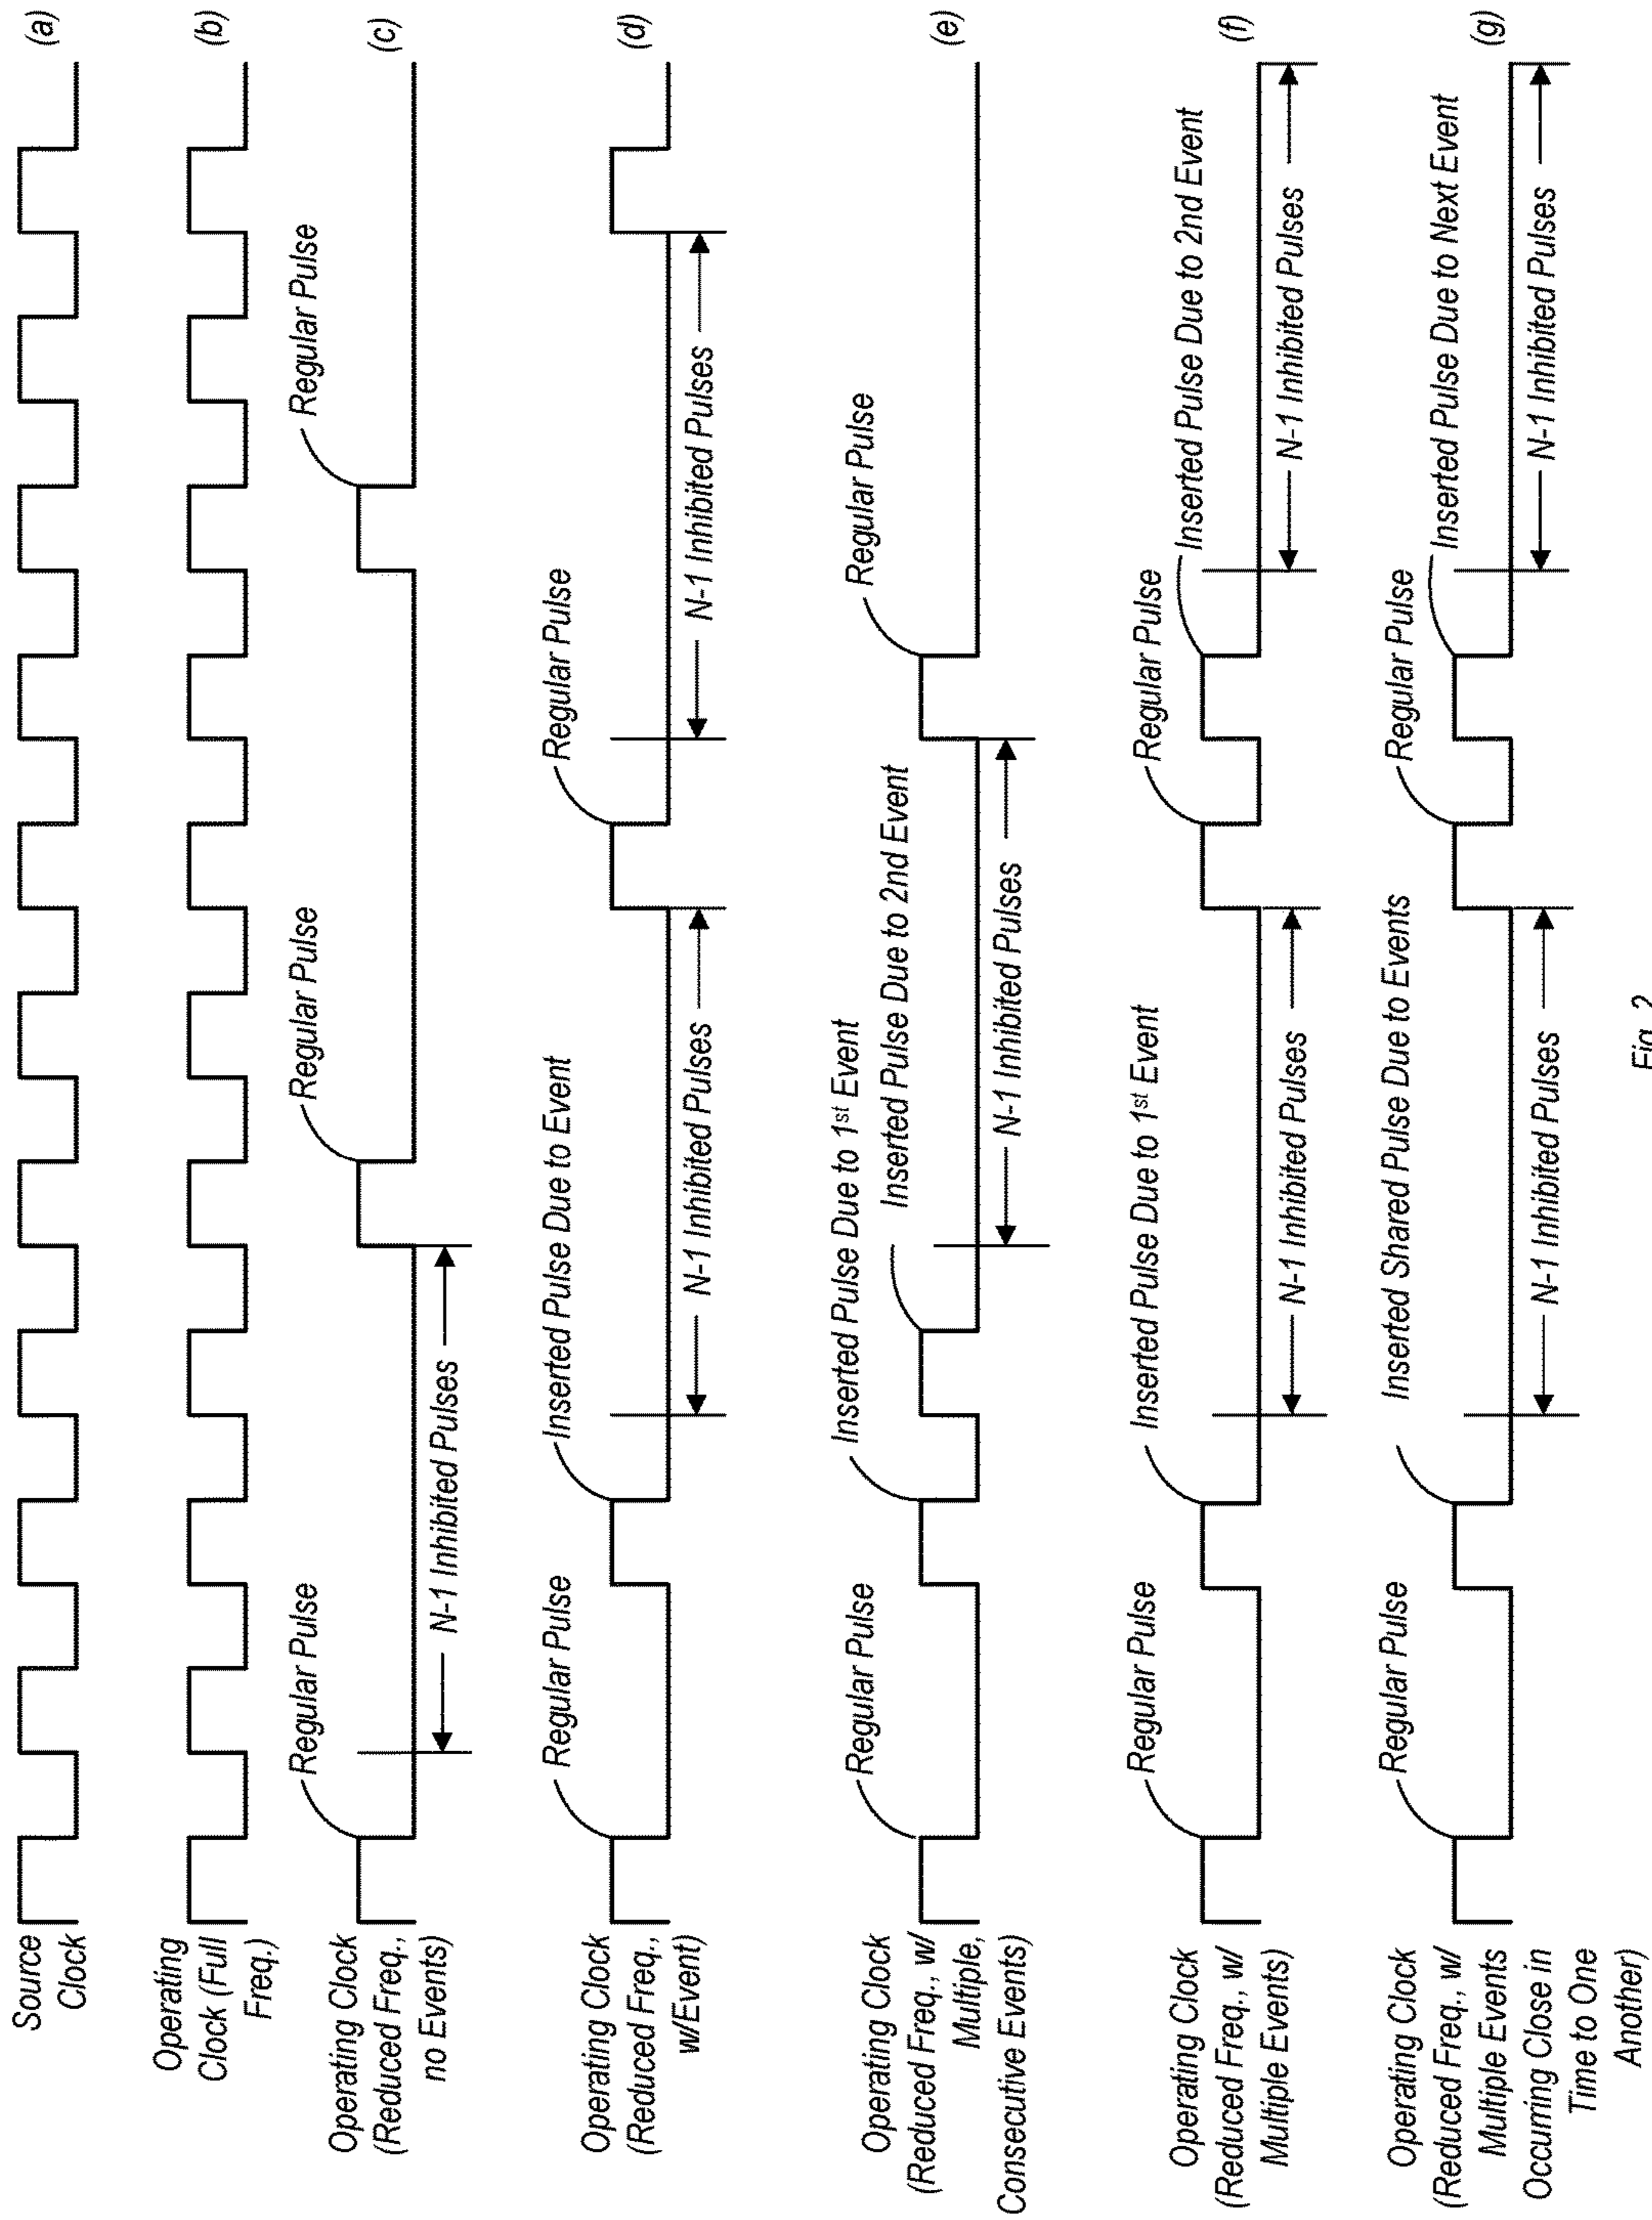 Source
Clock
(a)
Operating
Clock (Full
Freq.)
(b)
Operating Clock
(Reduced Freq.,
no Events)
Regular Pulse
N-1 Inhibited Pulses
Regular Pulse
Regular Pulse
(c)
Operating Clock
(Reduced Freq.,
w/Event)
Regular Pulse
Inserted Pulse Due to Event
N-1 Inhibited Pulses
Regular Pulse
N-1 Inhibited Pulses
(d)
Operating Clock
(Reduced Freq., w/
Multiple,
Consecutive Events)
Regular Pulse
Inserted Pulse Due to 1st Event
Inserted Pulse Due to 2nd Event
N-1 Inhibited Pulses
Regular Pulse
(e)
Operating Clock
(Reduced Freq., w/
Multiple Events)
Regular Pulse
Inserted Pulse Due to 1st Event
N-1 Inhibited Pulses
Regular Pulse
Inserted Pulse Due to 2nd Event
N-1 Inhibited Pulses
(f)
Operating Clock
(Reduced Freq., w/
Multiple Events
Occurring Close in
Time to One
Another)
Regular Pulse
Inserted Shared Pulse Due to Events
N-1 Inhibited Pulses
Regular Pulse
Inserted Pulse Due to Next Event
N-1 Inhibited Pulses
(g)
Fig. 2